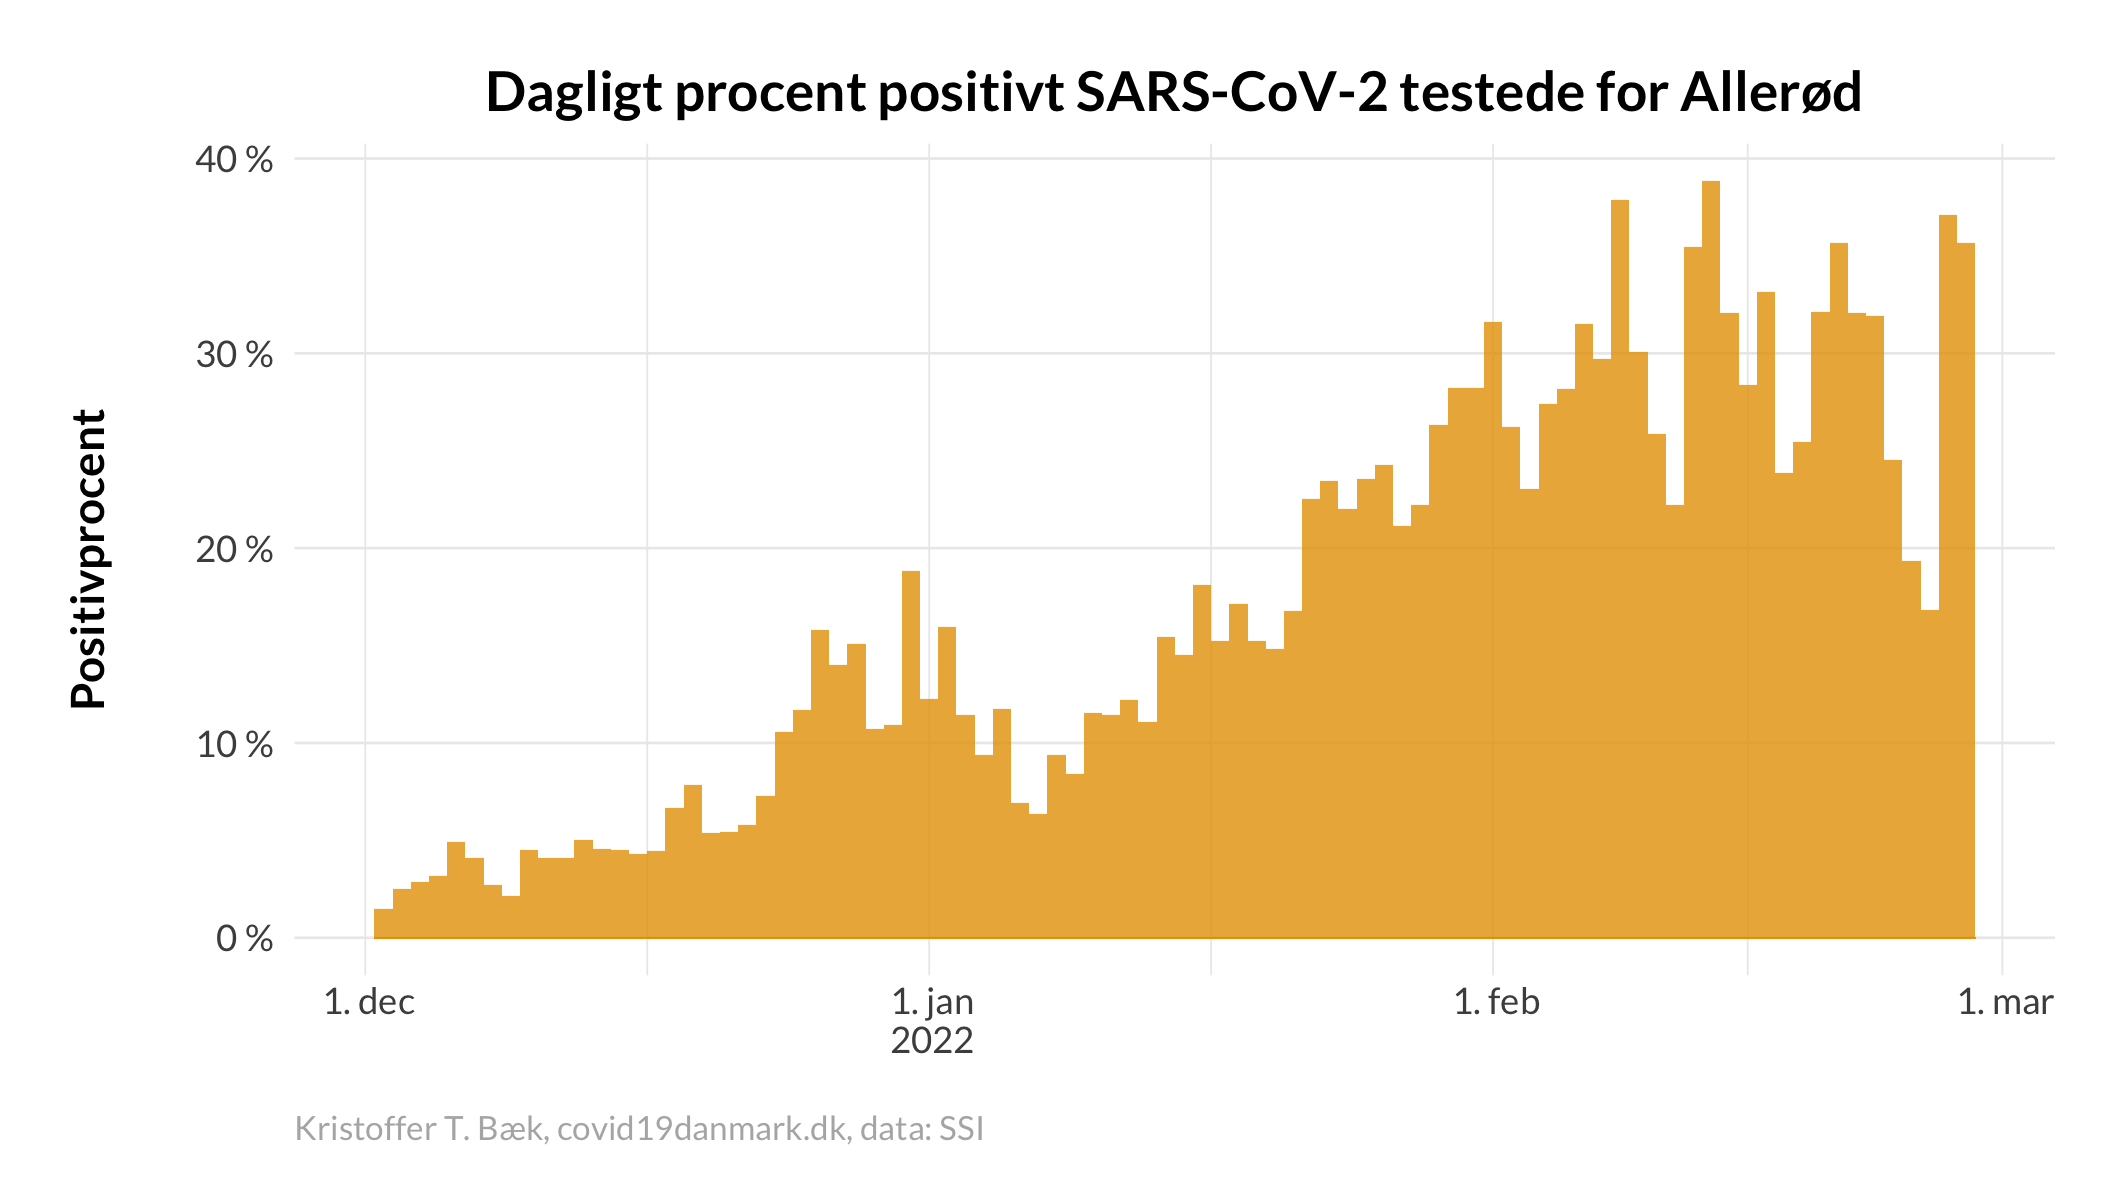 Dagligt procent positivt SARS-CoV-2 testede for Allerød
40 %
30 %
20 %
10 %
0 %
Positivprocent
1. dec
1. jan
2022
1. feb
1. mar
Kristoffer T. Bæk, covid19danmark.dk, data: SSI